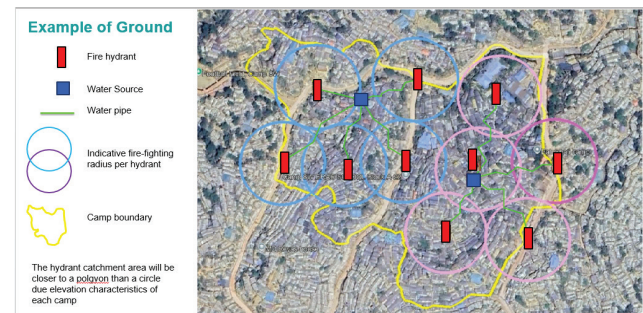 Example of Ground
Fire hydrant
Water Source
Water pipe
Indicative fire-fighting
radius per hydrant
Camp boundary
The hydrant catchment area will be
closer to a polgyon than a circle
due elevation characteristics of
each camp